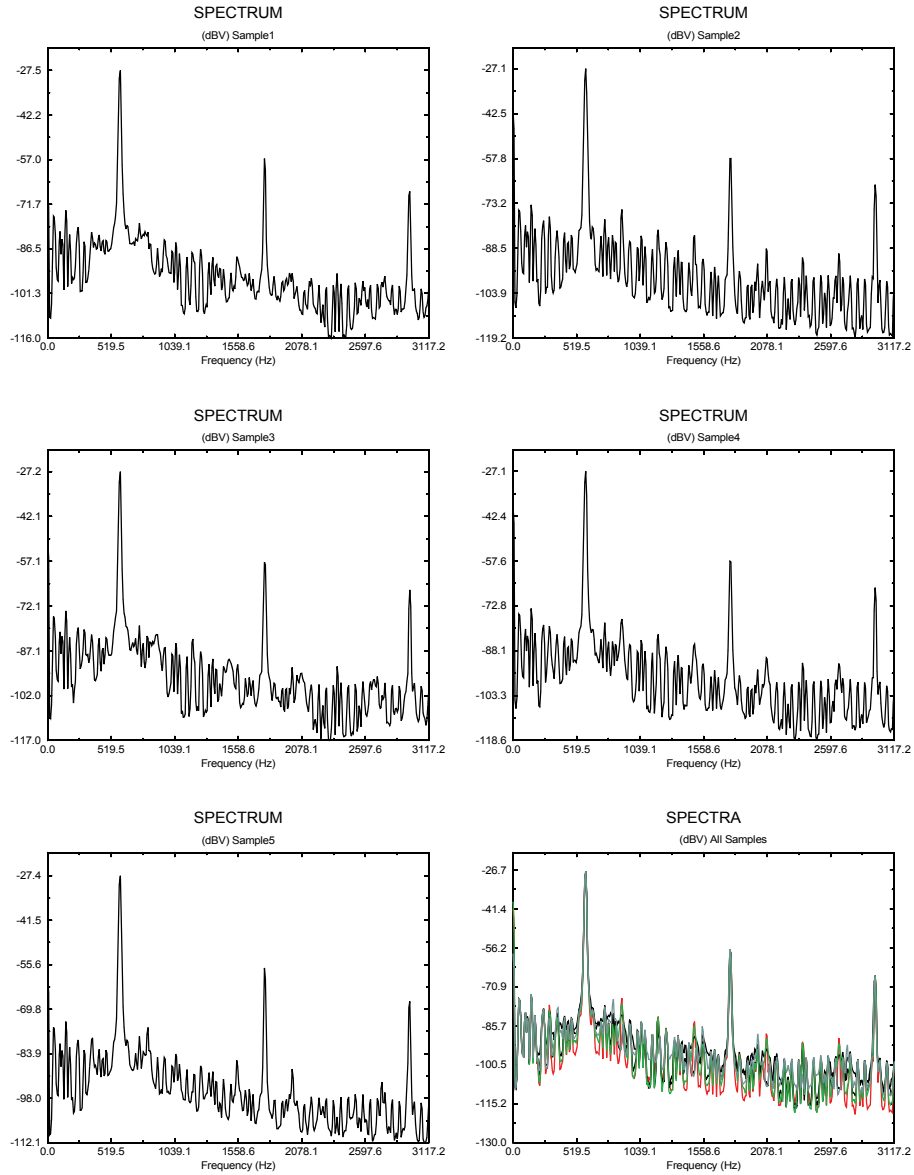 SPECTRUM
(dBV) Sample1
-27.5
-42.2
-57.0
-71.7
-86.5
-101.3
-116.0
0.0 519.5 1039.1 1558.6 2078.1 2597.6 3117.2
Frequency (Hz)
SPECTRUM
(dBV) Sample2
-27.1
-42.5
-57.8
-73.2
-88.5
-103.9
-119.2
0.0 519.5 1039.1 1558.6 2078.1 2597.6 3117.2
Frequency (Hz)
SPECTRUM
(dBV) Sample3
-27.2
-42.1
-57.1
-72.1
-87.1
-102.0
-117.0
0.0 519.5 1039.1 1558.6 2078.1 2597.6 3117.2
Frequency (Hz)
SPECTRUM
(dBV) Sample4
-27.1
-42.4
-57.6
-72.8
-88.1
-103.3
-118.6
0.0 519.5 1039.1 1558.6 2078.1 2597.6 3117.2
Frequency (Hz)
SPECTRUM
(dBV) Sample5
-27.4
-41.5
-55.6
-69.8
-83.9
-98.0
-112.1
0.0 519.5 1039.1 1558.6 2078.1 2597.6 3117.2
Frequency (Hz)
SPECTRA
(dBV) All Samples
-26.7
-41.4
-56.2
-70.9
-85.7
-100.5
-115.2
-130.0
0.0 519.5 1039.1 1558.6 2078.1 2597.6 3117.2
Frequency (Hz)